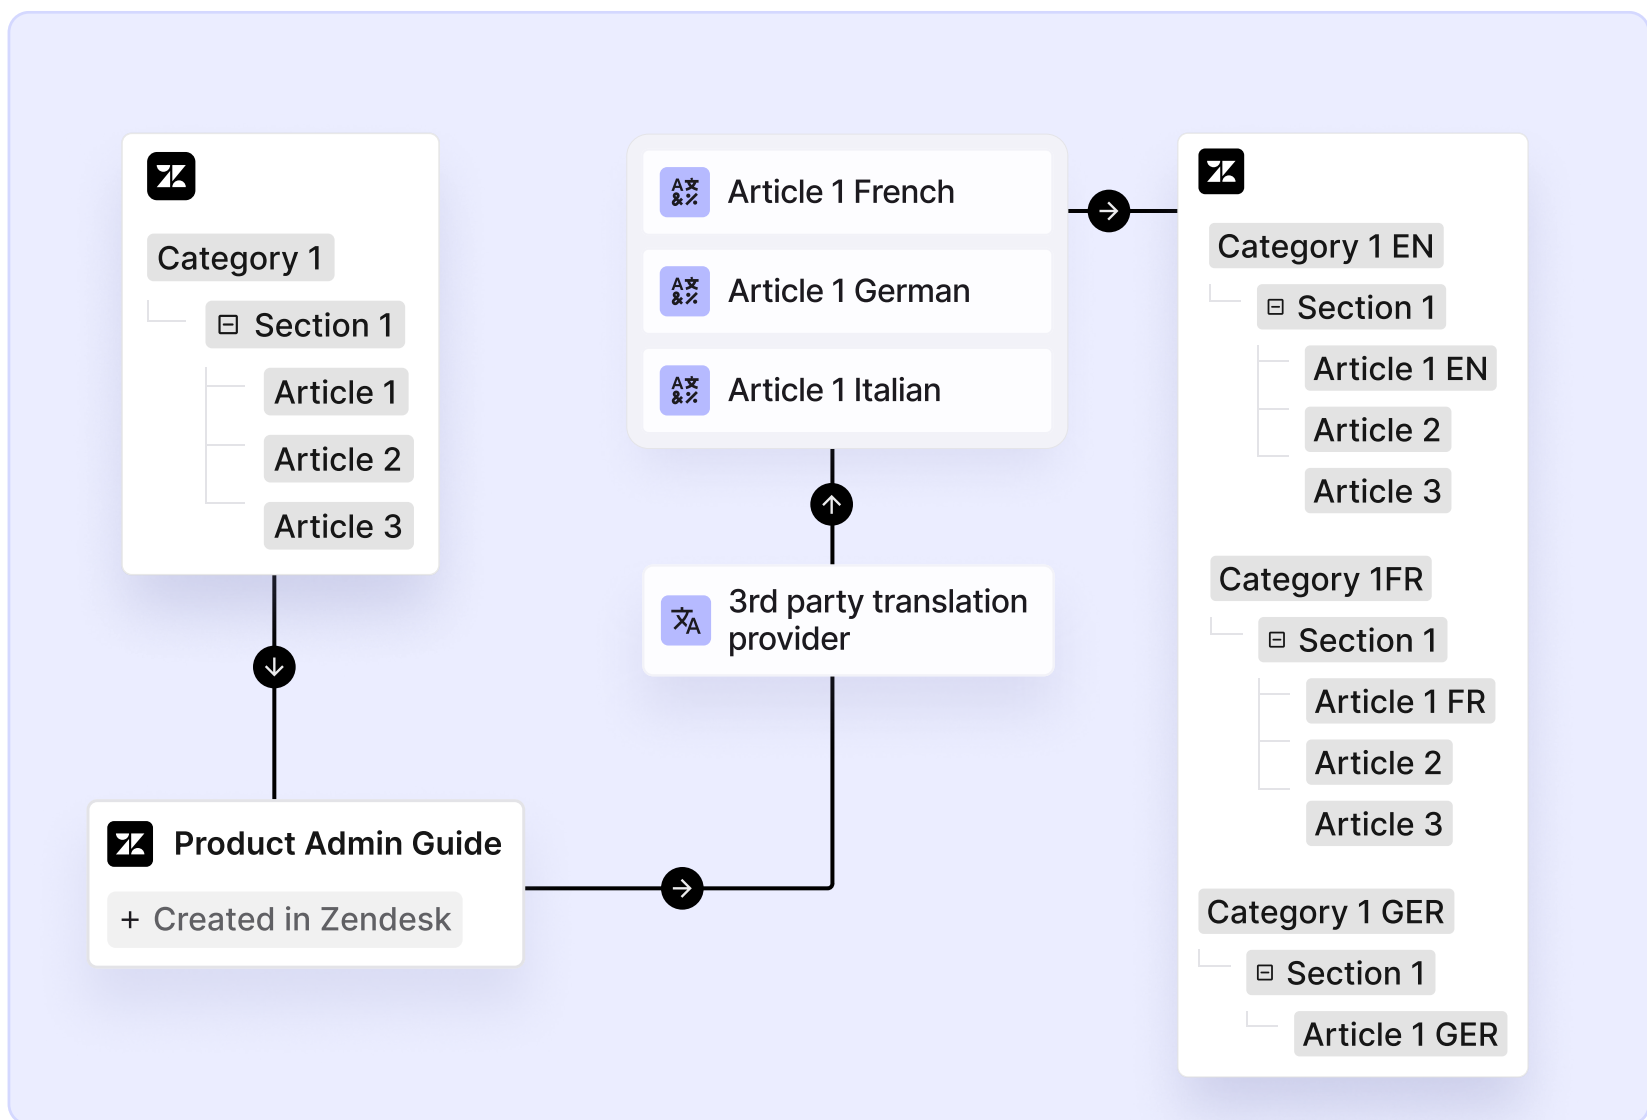 Category 1
Section 1
Article 1
Article 2
Article 3
Product Admin Guide
+ Created in Zendesk
Article 1 French
Article 1 German
Article 1 Italian
3rd party translation
provider
Category 1 EN
Section 1
Article 1 EN
Article 2
Article 3
Category 1FR
Section 1
Article 1 FR
Article 2
Article 3
Category 1 GER
Section 1
Article 1 GER